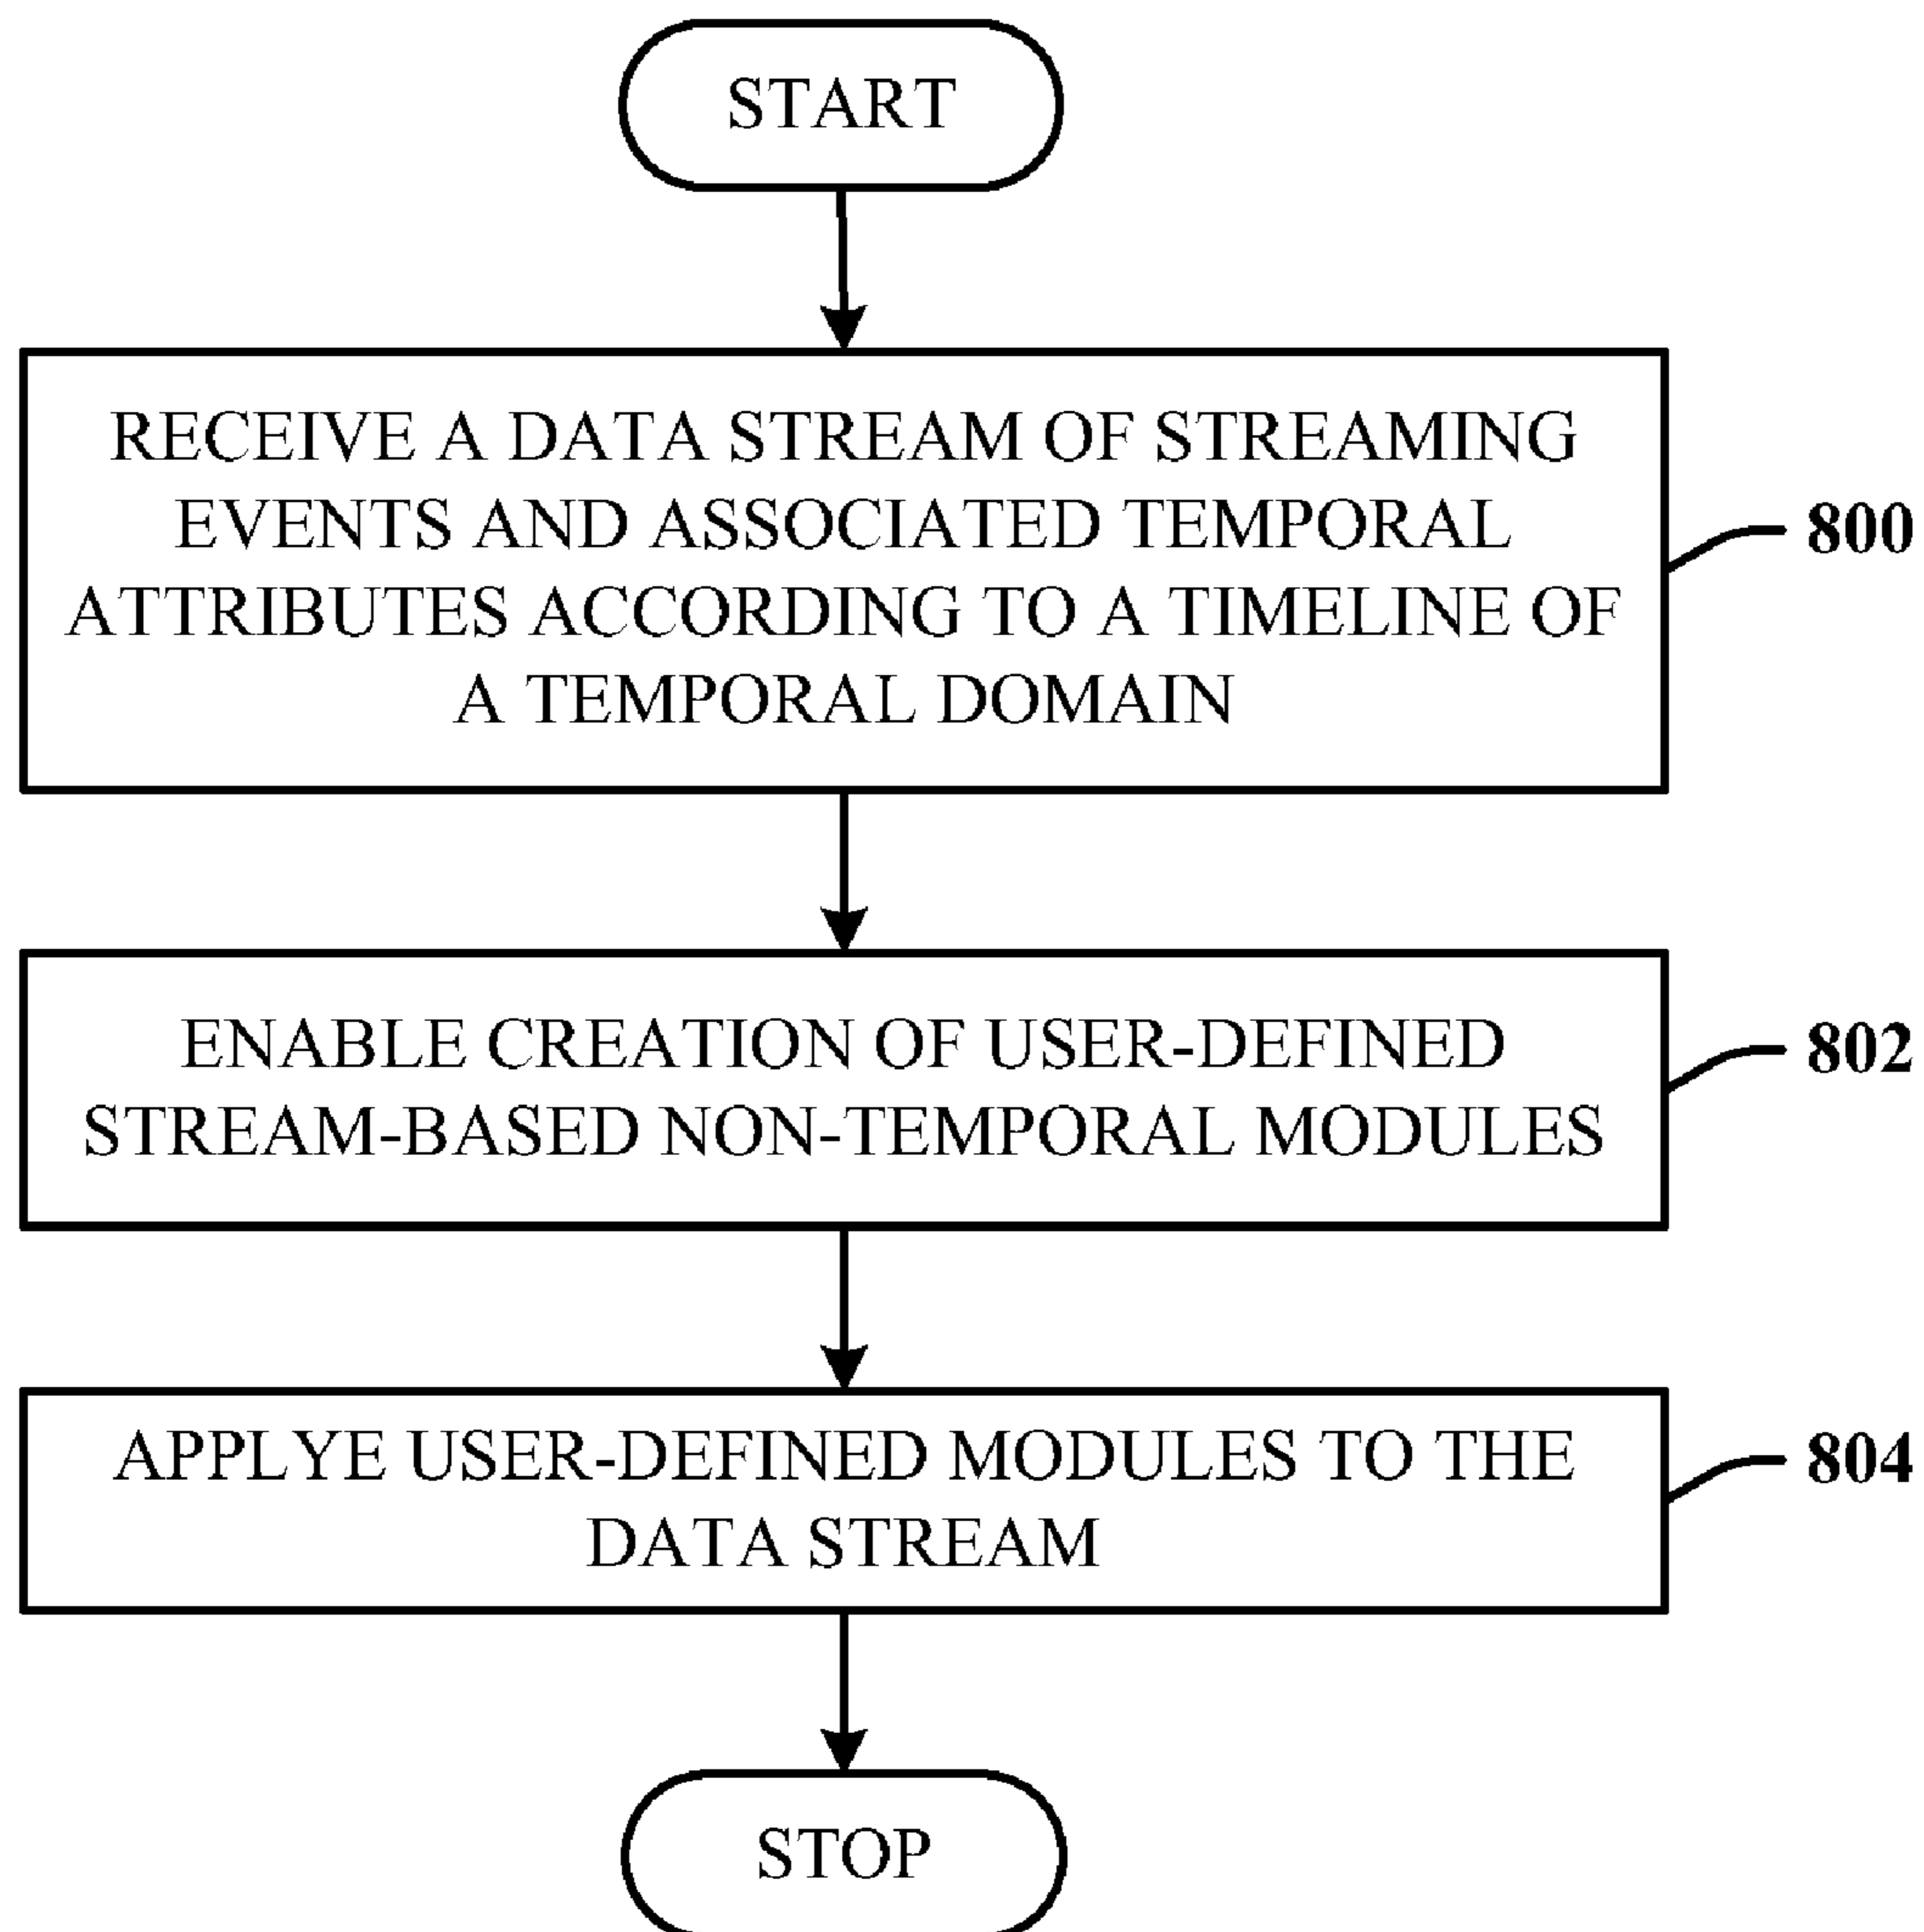 START
RECEIVE A DATA STREAM OF STREAMING
EVENTS AND ASSOCIATED TEMPORAL
ATTRIBUTES ACCORDING TO A TIMELINE OF
A TEMPORAL DOMAIN
800
ENABLE CREATION OF USER-DEFINED
STREAM-BASED NON-TEMPORAL MODULES
802
APPLYE USER-DEFINED MODULES TO THE
DATA STREAM
804
STOP